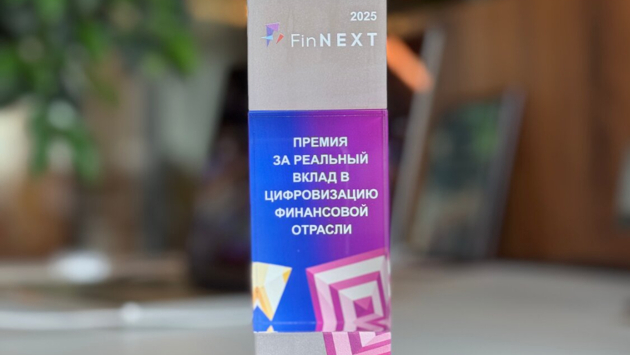 2025
FinNEXT
ПРЕМИЯ
ЗА РЕАЛЬНЫЙ
ВКЛАД В
ЦИФРОВИЗАЦИЮ
ФИНАНСОВОЙ
ОТРАСЛИ